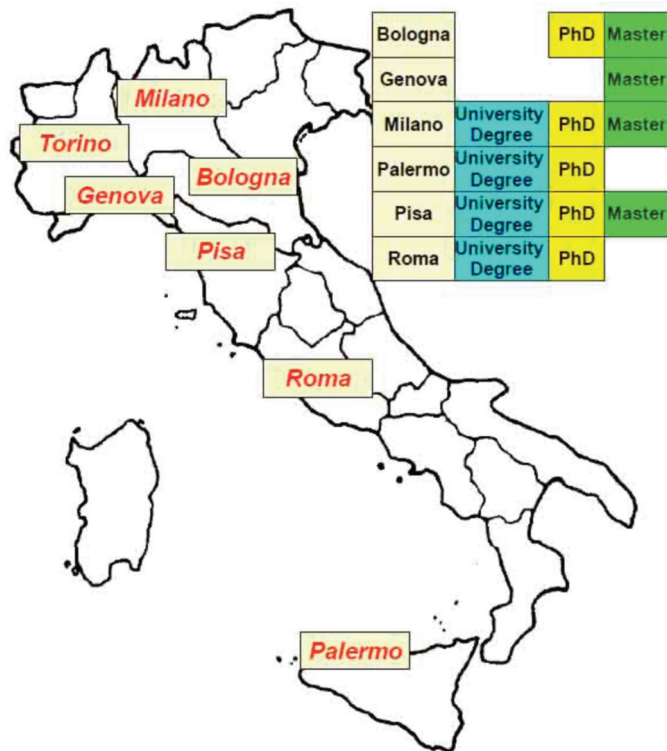 Bologna PhD Master
Genova Master
Milano University Degree PhD Master
Palermo University Degree PhD
Pisa University Degree PhD Master
Roma University Degree PhD
Milano
Torino
Bologna
Genova
Pisa
Roma
Palermo